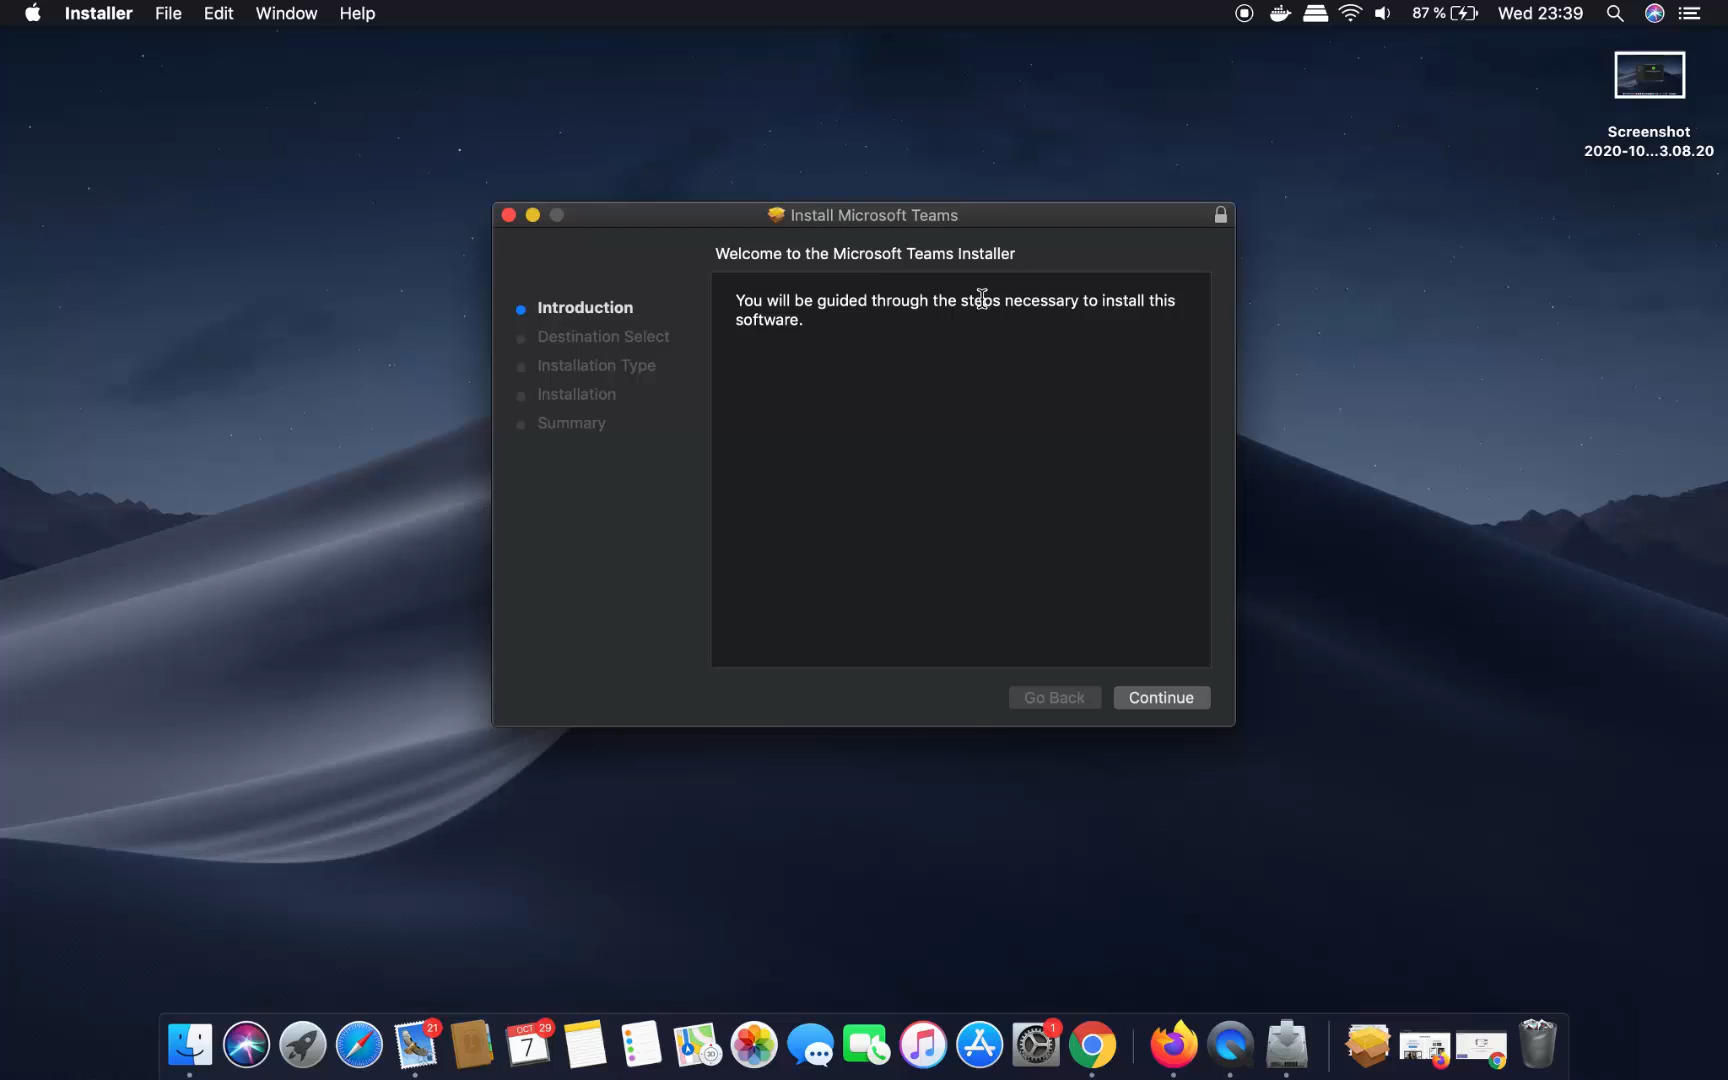 Installer File Edit Window Help 87 % Wed 23:39
Screenshot
2020-10...3.08.20
Install Microsoft Teams
Welcome to the Microsoft Teams Installer
You will be guided through the steps necessary to install this
software.
Introduction
Destination Select
Installation Type
Installation
Summary
Go Back Continue
21
OCT 29
7
3D
1